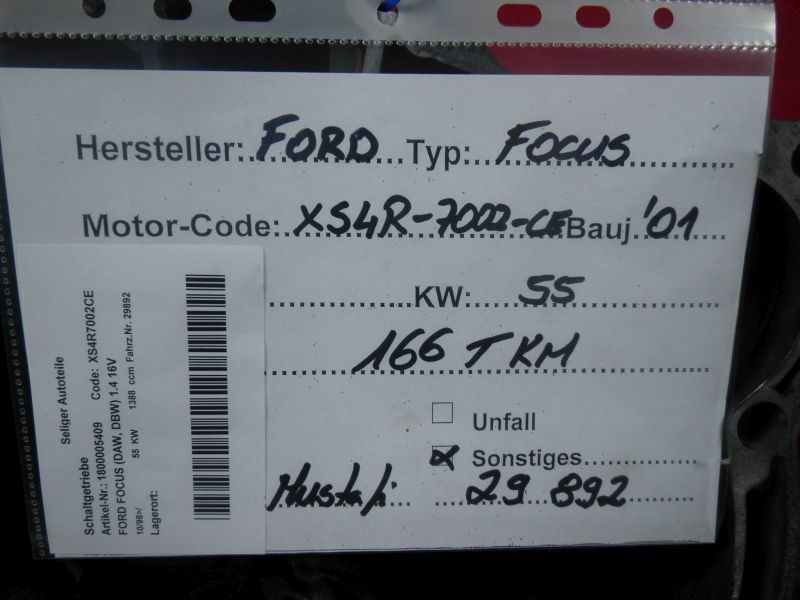 Hersteller: FORD Typ: FOCUS
Motor-Code: XS4R-7002-CE Bauj '01
KW: 55
166 TKM
Unfall
Sonstiges
29 892
Seliger Autoteile
Schaltgetriebe
Artikel-Nr.: 1800005409 Code: XS4R7002CE
FORD FOCUS (DAW, DBW) 1.4 16V
10/98>/ 55 KW 1388 ccm Fahrz.Nr. 29892
Lagerort: